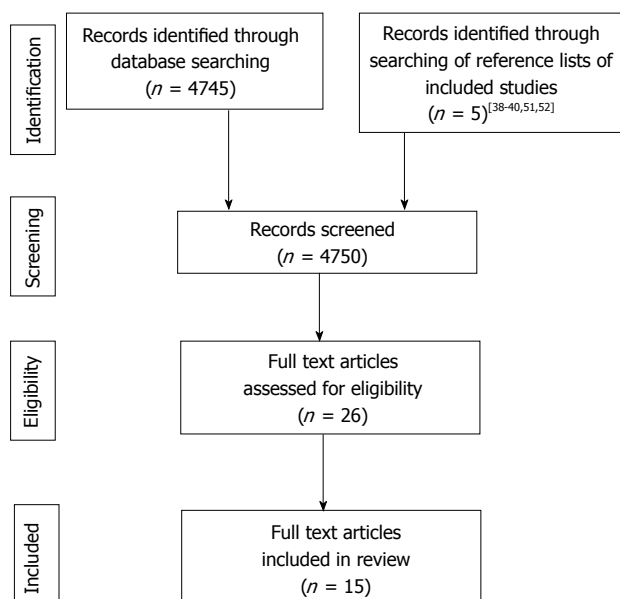 Identification
Records identified through
database searching
(n = 4745)
Records identified through
searching of reference lists of
included studies
(n = 5)[38-40,51,52]
Screening
Records screened
(n = 4750)
Eligibility
Full text articles
assessed for eligibility
(n = 26)
Included
Full text articles
included in review
(n = 15)